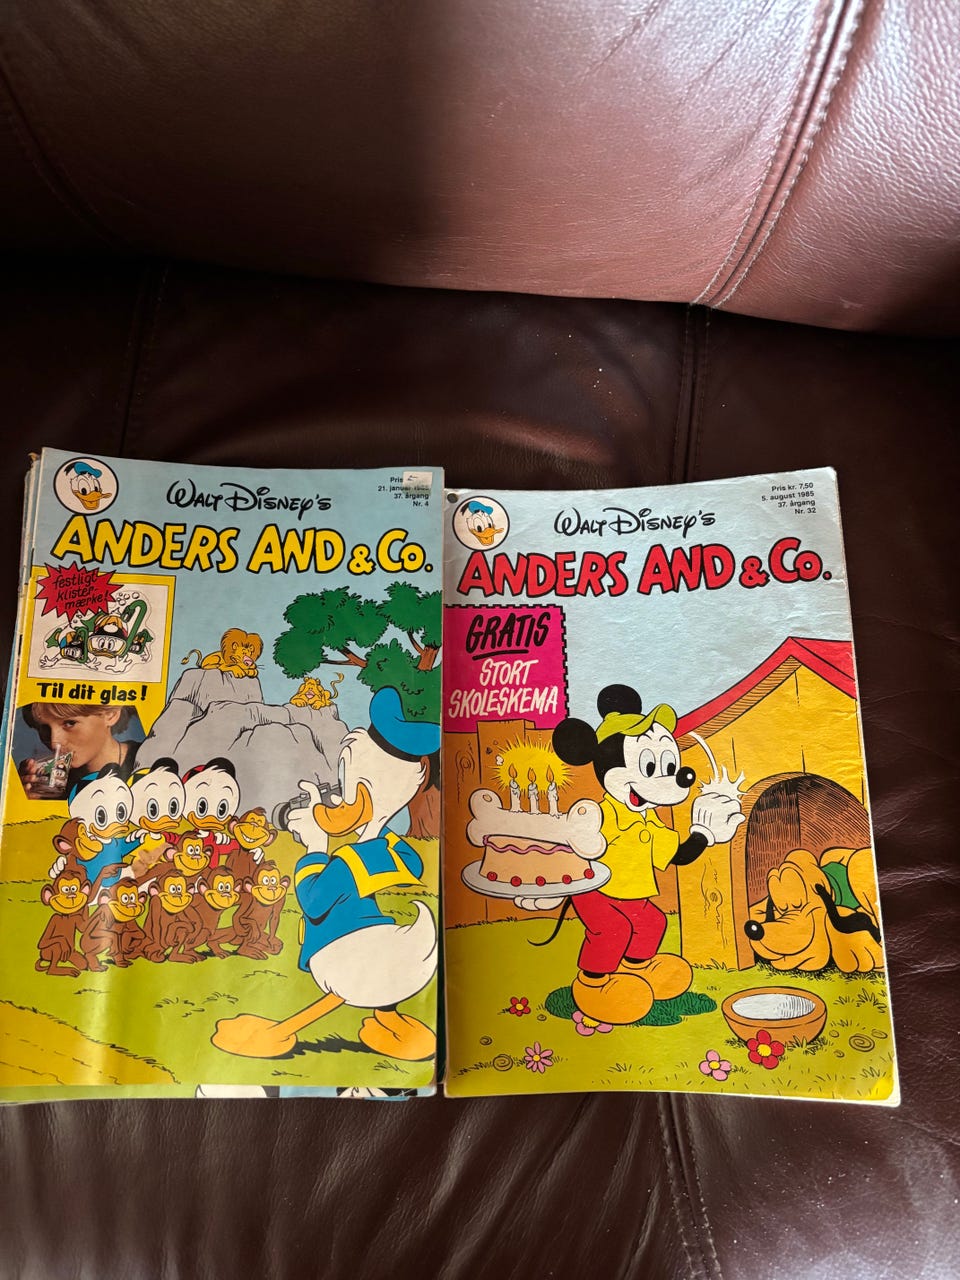 WALT DISNEY'S
ANDERS AND & Co.
Pris
21. januar 1985
37. årgang
Nr. 4
festligt
klister-
mærke!
Til dit glas!
WALT DISNEY'S
ANDERS AND & Co.
Pris kr. 7,50
5. august 1985
37. årgang
Nr. 32
GRATIS
STORT
SKOLESKEMA